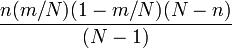 n(m/N)(1 − m/N)(N − n)
(N − 1)